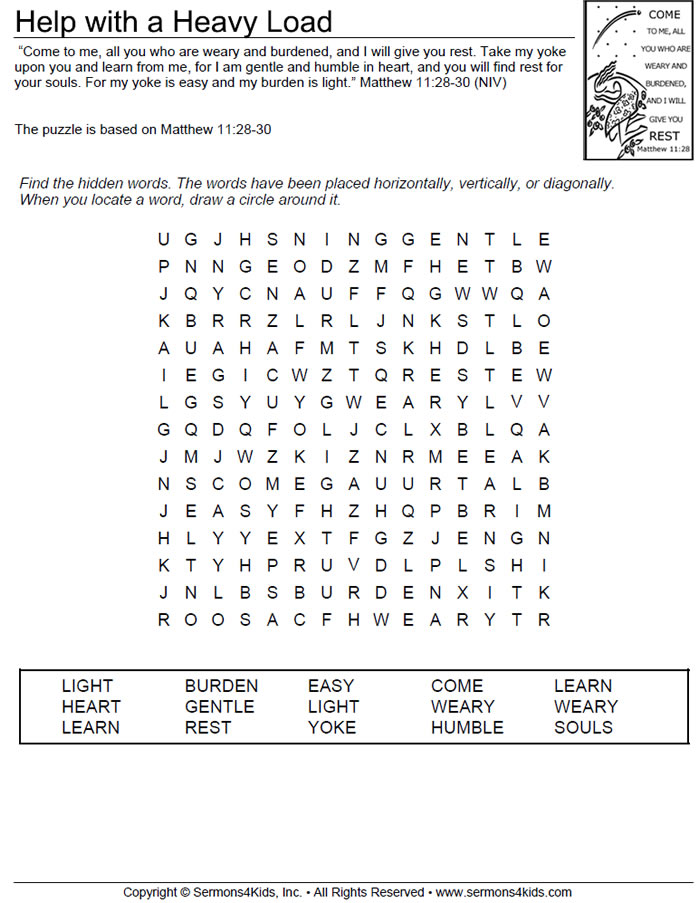 Help with a Heavy Load
“Come to me, all you who are weary and burdened, and I will give you rest. Take my yoke
upon you and learn from me, for I am gentle and humble in heart, and you will find rest for
your souls. For my yoke is easy and my burden is light.” Matthew 11:28-30 (NIV)
COME
TO ME, ALL
YOU WHO ARE
WEARY AND
BURDENED,
AND I WILL
GIVE YOU
REST
Matthew 11:28
The puzzle is based on Matthew 11:28-30
Find the hidden words. The words have been placed horizontally, vertically, or diagonally.
When you locate a word, draw a circle around it.
U G J H S N I N G G E N T L E
P N N G E O D Z M F H E T B W
J Q Y C N A U F F Q G W W Q A
K B R R Z L R L J N K S T L O
A U A H A F M T S K H D L B E
I E G I C W Z T Q R E S T E W
L G S Y U Y G W E A R Y L V V
G Q D Q F O L J C L X B L Q A
J M J W Z K I Z N R M E E A K
N S C O M E G A U U R T A L B
J E A S Y F H Z H Q P B R I M
H L Y Y E X T F G Z J E N G N
K T Y H P R U V D L P L S H I
J N L B S B U R D E N X I T K
R O O S A C F H W E A R Y T R
LIGHT BURDEN EASY COME LEARN
HEART GENTLE LIGHT WEARY WEARY
LEARN REST YOKE HUMBLE SOULS
Copyright © Sermons4Kids, Inc. • All Rights Reserved • www.sermons4kids.com